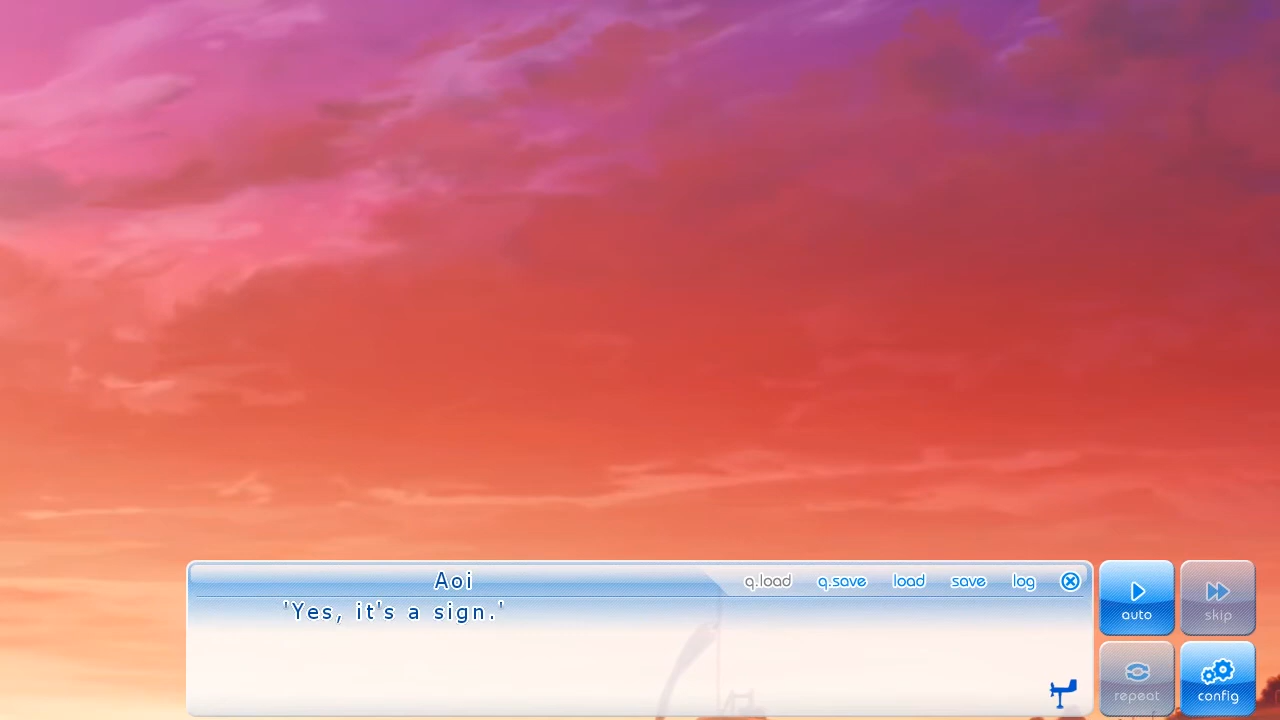 Aoi
q.load q.save load save log
'Yes, it's a sign.'
auto
skip
repeat
config